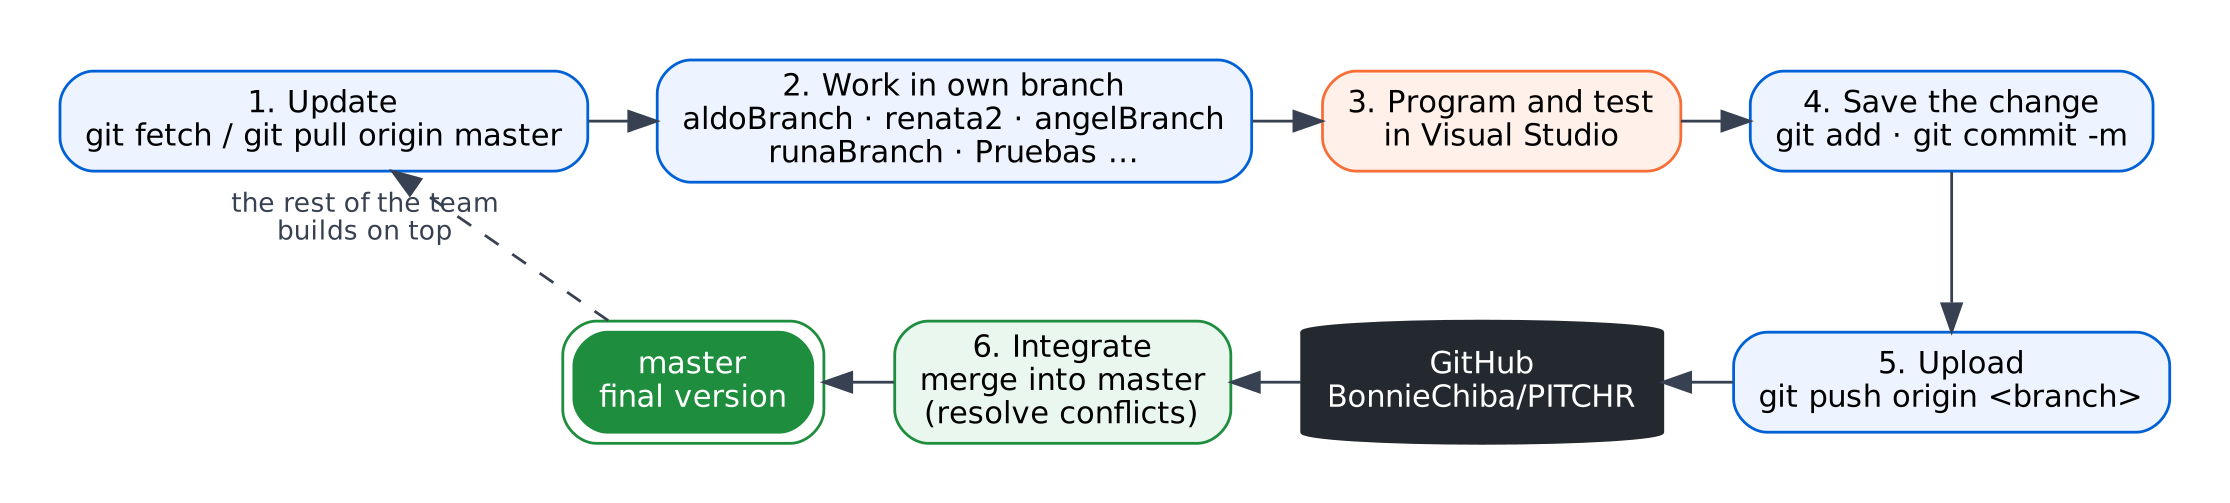 1. Update
git fetch / git pull origin master
2. Work in own branch
aldoBranch · renata2 · angelBranch
runaBranch · Pruebas ...
3. Program and test
in Visual Studio
4. Save the change
git add · git commit -m
the rest of the team
builds on top
master
final version
6. Integrate
merge into master
(resolve conflicts)
GitHub
BonnieChiba/PITCHR
5. Upload
git push origin <branch>